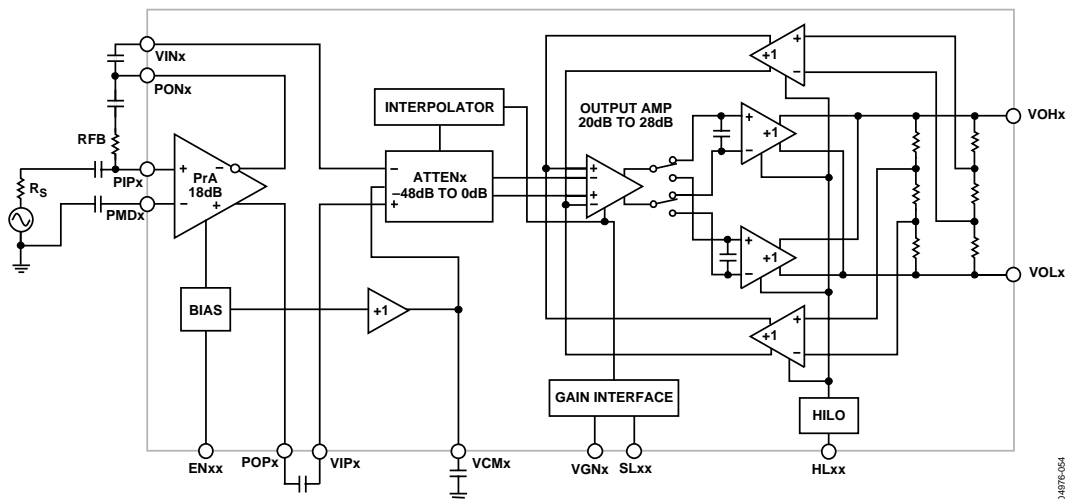 VINx
PONx
RFB
PIPx
PMDx
RS
+
−
PrA
18dB
+
INTERPOLATOR
−
ATTENx
−48dB TO 0dB
+
OUTPUT AMP
20dB TO 28dB
+
−
+
−
+
−
+1
+
−
+1
+
−
+1
+
−
+1
VOHx
VOLx
BIAS
+1
GAIN INTERFACE
HILO
ENxx
POPx
VIPx
VCMx
VGNx
SLxx
HLxx
04976-054